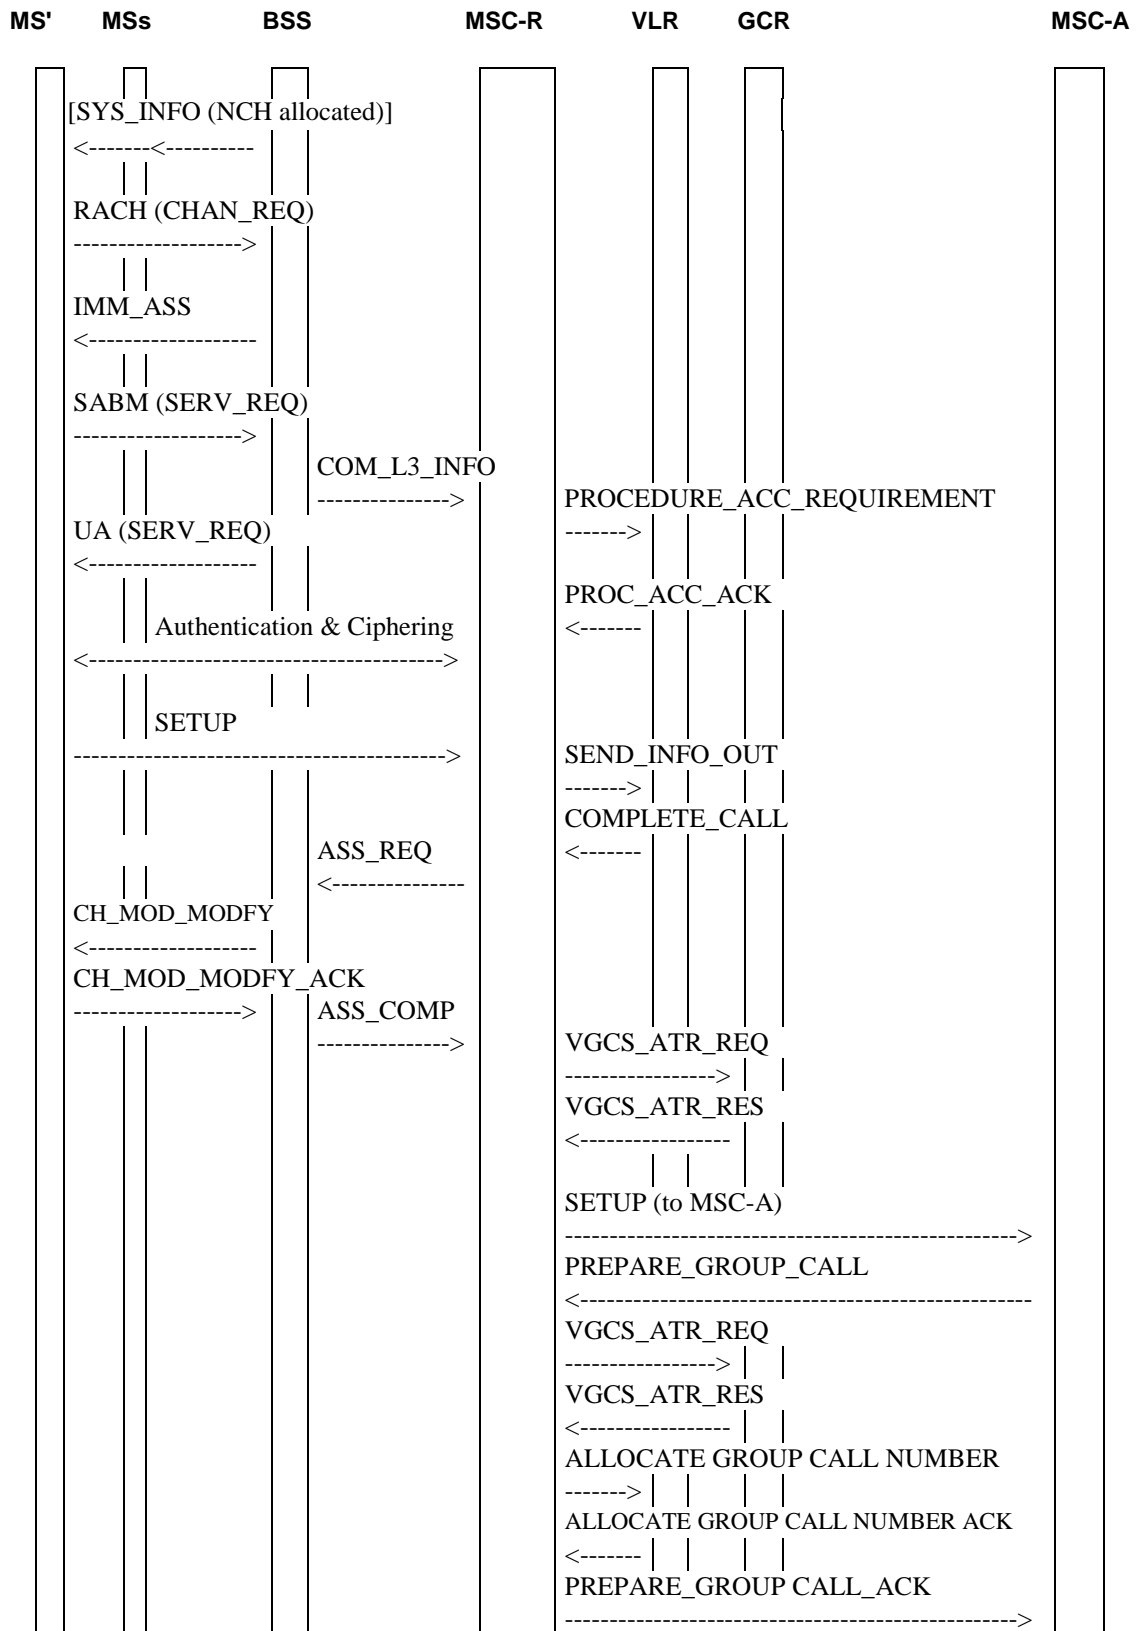 MS' MSs BSS MSC-R VLR GCR MSC-A
[SYS_INFO (NCH allocated)]
<-------<----------
RACH (CHAN_REQ)
------------------->
IMM_ASS
<-------------------
SABM (SERV_REQ)
------------------->
COM_L3_INFO
---------------> PROCEDURE_ACC_REQUIREMENT
UA (SERV_REQ) ------->
<-------------------
PROC_ACC_ACK
Authentication & Ciphering <-------
<---------------------------------------->
SETUP
------------------------------------------> SEND_INFO_OUT
------->
COMPLETE_CALL
ASS_REQ <-------
<---------------
CH_MOD_MODFY
<-------------------
CH_MOD_MODFY_ACK
-------------------> ASS_COMP
---------------> VGCS_ATR_REQ
----------------->
VGCS_ATR_RES
<-----------------
SETUP (to MSC-A)
--------------------------------------------------->
PREPARE_GROUP_CALL
<---------------------------------------------------
VGCS_ATR_REQ
----------------->
VGCS_ATR_RES
<-----------------
ALLOCATE GROUP CALL NUMBER
------->
ALLOCATE GROUP CALL NUMBER ACK
<-------
PREPARE_GROUP CALL_ACK
--------------------------------------------------->